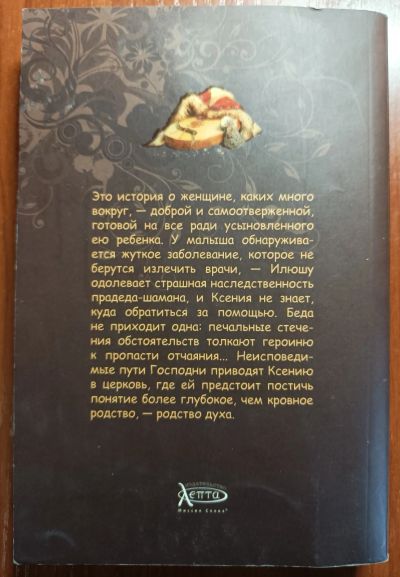 Это история о женщине, каких много
вокруг, — доброй и самоотверженной,
готовой на все ради усыновленного
ею ребенка. У малыша обнаружива-
ется жуткое заболевание, которое не
берутся излечить врачи, — Илюшу
одолевает страшная наследственность
прадеда-шамана, и Ксения не знает,
куда обратиться за помощью. Беда
не приходит одна: печальные стече-
ния обстоятельств толкают героиню
к пропасти отчаяния... Неисповеди-
мые пути Господни приводят Ксению
в церковь, где ей предстоит постичь
понятие более глубокое, чем кровное
родство, — родство духа.
издательство
Лепта
Миссия Слова®